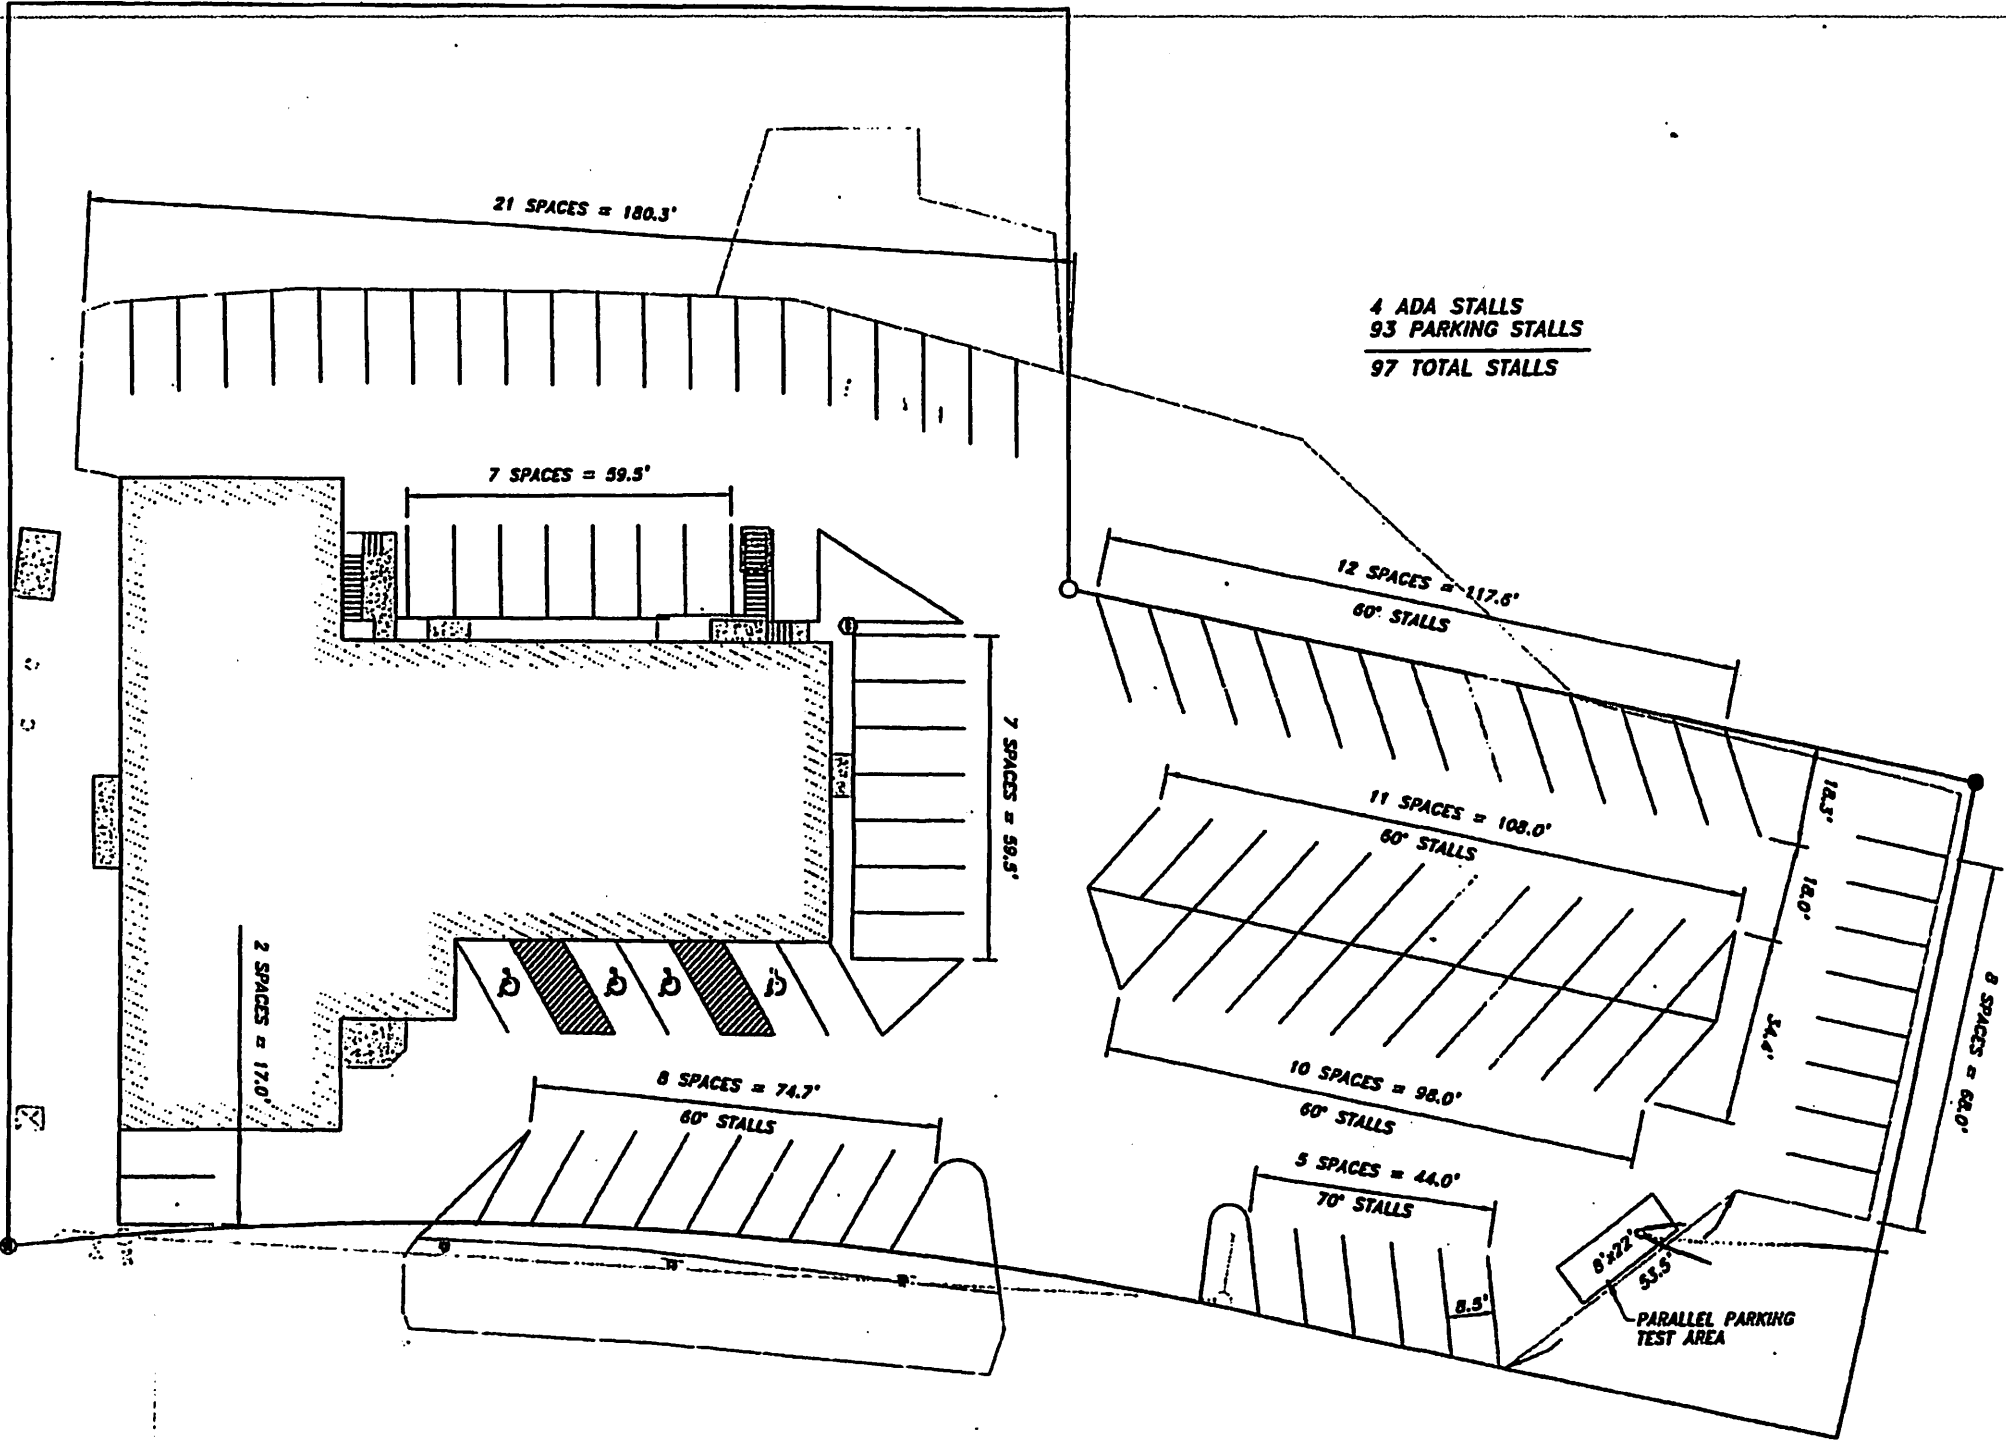 21 SPACES = 180.3'
4 ADA STALLS
93 PARKING STALLS
97 TOTAL STALLS
7 SPACES = 59.5'
12 SPACES = 117.6'
60° STALLS
7 SPACES = 59.5'
11 SPACES = 108.0'
60° STALLS
18.3'
18.0'
34.4'
8 SPACES = 68.0'
2 SPACES = 17.0'
8 SPACES = 74.7'
60° STALLS
10 SPACES = 98.0'
60° STALLS
5 SPACES = 44.0'
70° STALLS
8.5'
8'x22'
53.5'
PARALLEL PARKING
TEST AREA